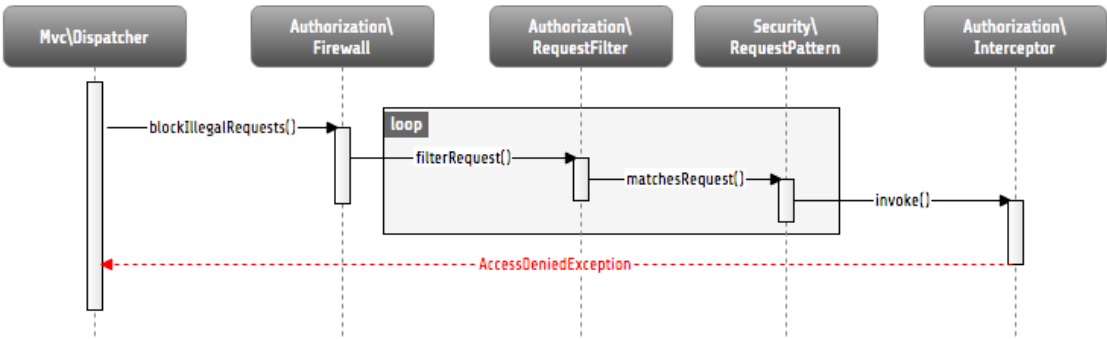 Mvc\Dispatcher
Authorization\
Firewall
Authorization\
RequestFilter
Security\
RequestPattern
Authorization\
Interceptor
blockIllegalRequests()
loop
filterRequest()
matchesRequest()
invoke()
AccessDeniedException